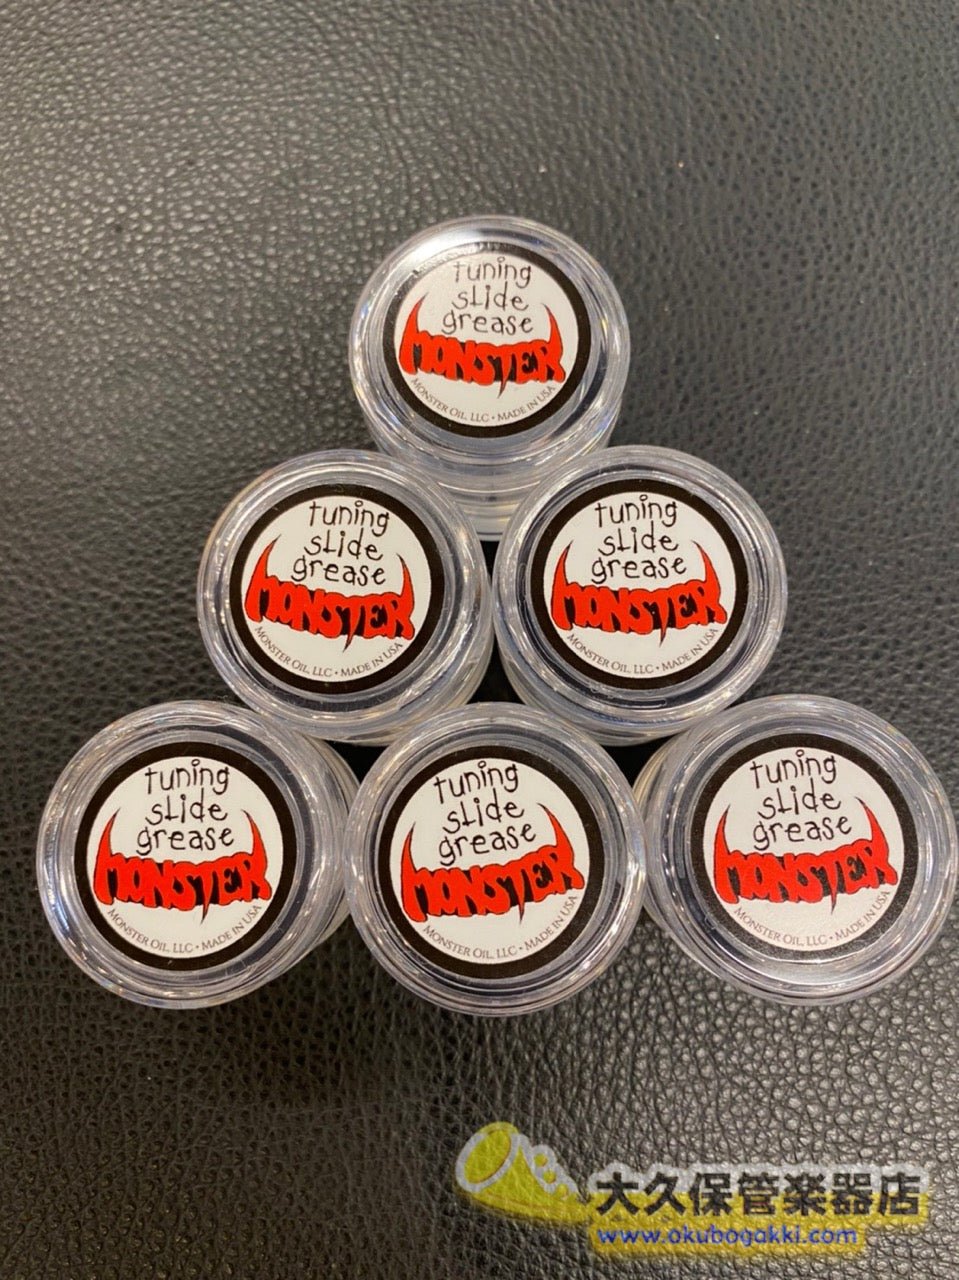 tuning
slide
grease
MONSTER
MONSTER OIL, LLC • MADE IN USA
tuning
slide
grease
MONSTER
MONSTER OIL, LLC • MADE IN USA
tuning
slide
grease
MONSTER
MONSTER OIL, LLC • MADE IN USA
tuning
slide
grease
MONSTER
MONSTER OIL, LLC • MADE IN USA
tuning
slide
grease
MONSTER
MONSTER OIL, LLC • MADE IN USA
tuning
slide
grease
MONSTER
MONSTER OIL, LLC • MADE IN USA
大久保管楽器店
www.okubogakki.com